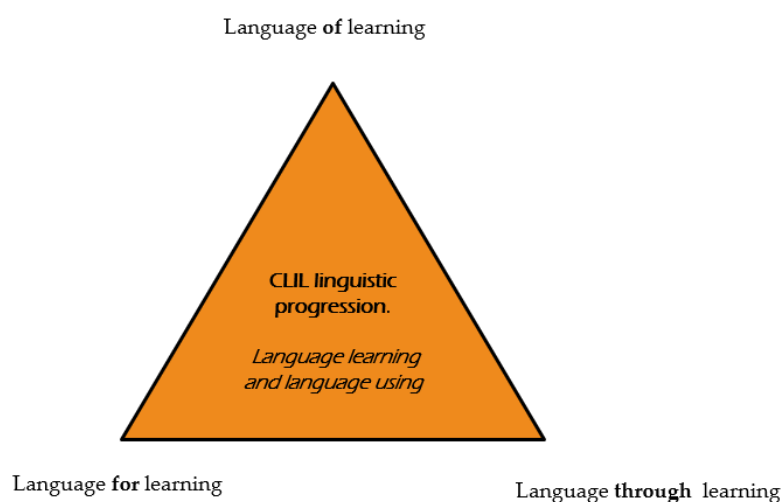 Language of learning
CLIL linguistic
progression.
Language learning
and language using
Language for learning
Language through learning